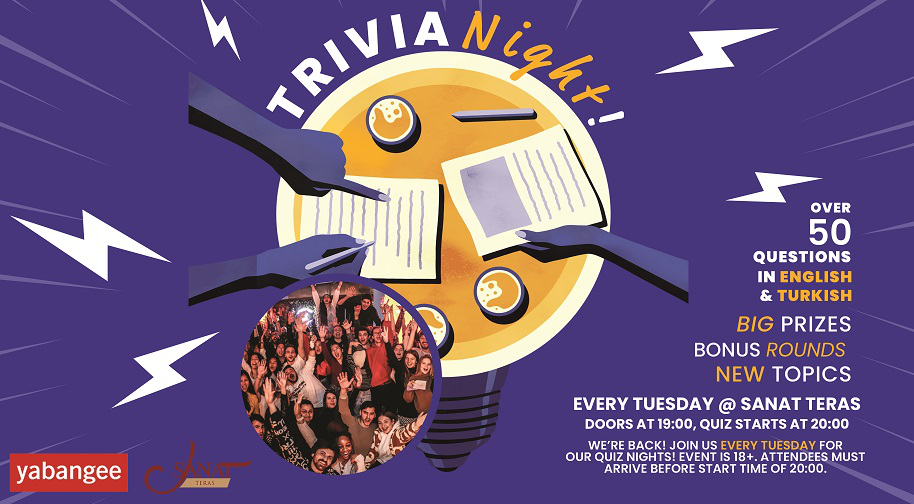 TRIVIA Night!
OVER
50
QUESTIONS
IN ENGLISH
& TURKISH
BIG PRIZES
BONUS ROUNDS
NEW TOPICS
EVERY TUESDAY @ SANAT TERAS
DOORS AT 19:00, QUIZ STARTS AT 20:00
WE'RE BACK! JOIN US EVERY TUESDAY FOR
OUR QUIZ NIGHTS! EVENT IS 18+. ATTENDEES MUST
ARRIVE BEFORE START TIME OF 20:00.
yabangee
SANAT
TERAS